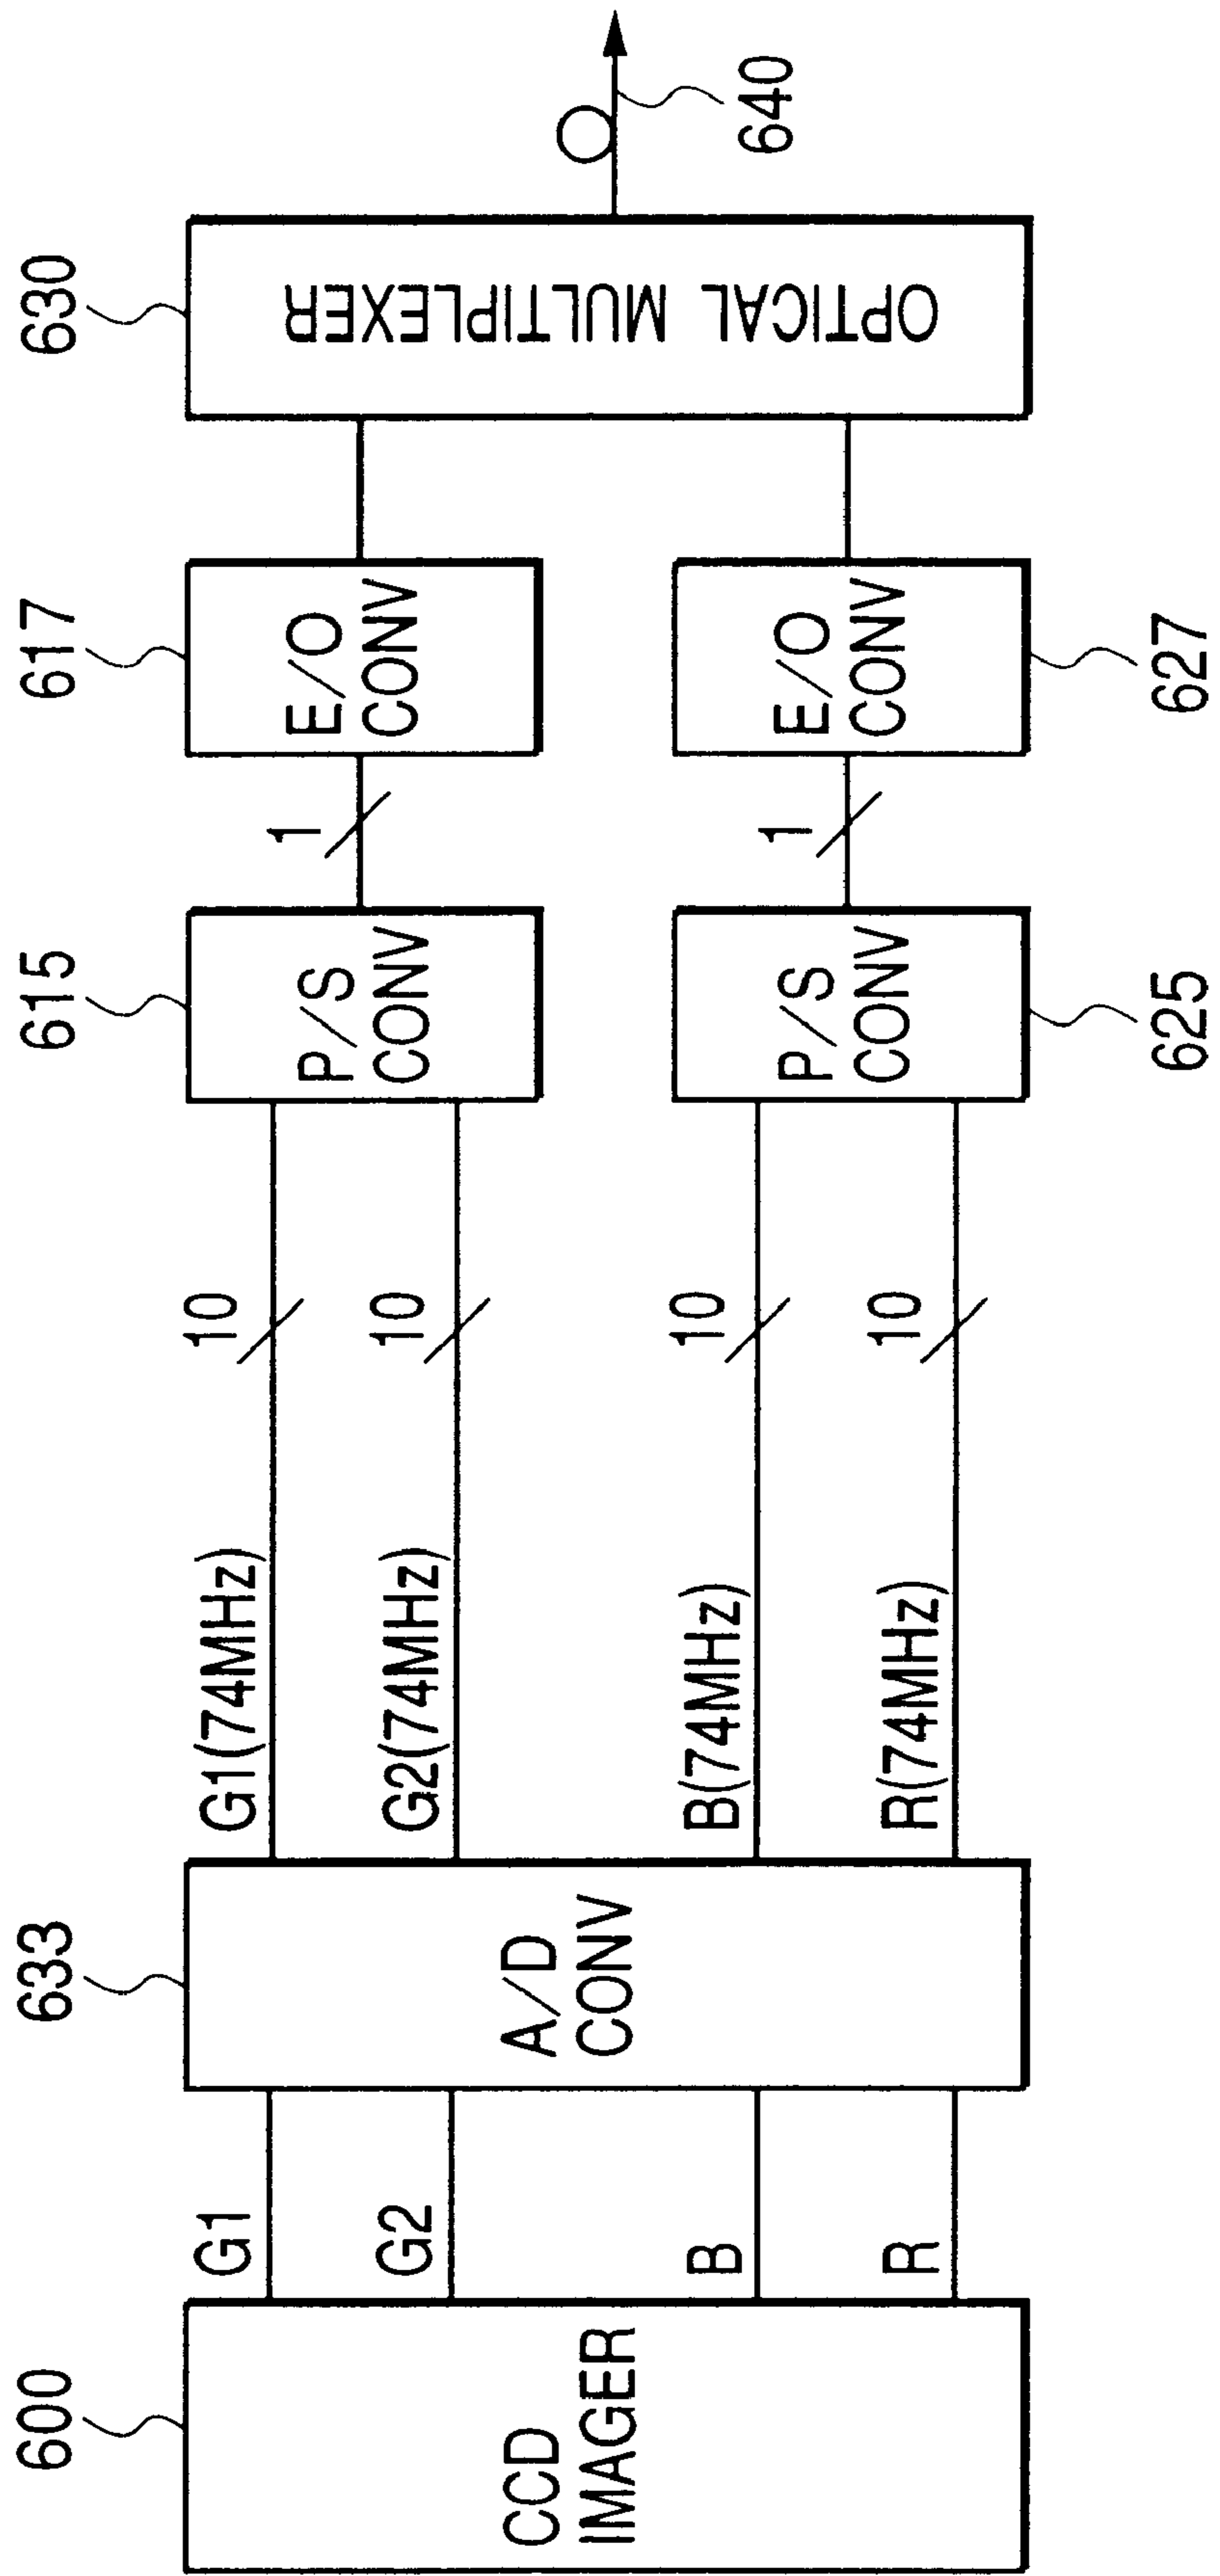 600
633
615
617
630
CCD
IMAGER
G1
G2
B
R
A/D
CONV
G1(74MHz)
G2(74MHz)
B(74MHz)
R(74MHz)
10
10
10
10
P/S
CONV
P/S
CONV
1
1
E/O
CONV
E/O
CONV
OPTICAL MULTIPLEXER
640
625
627